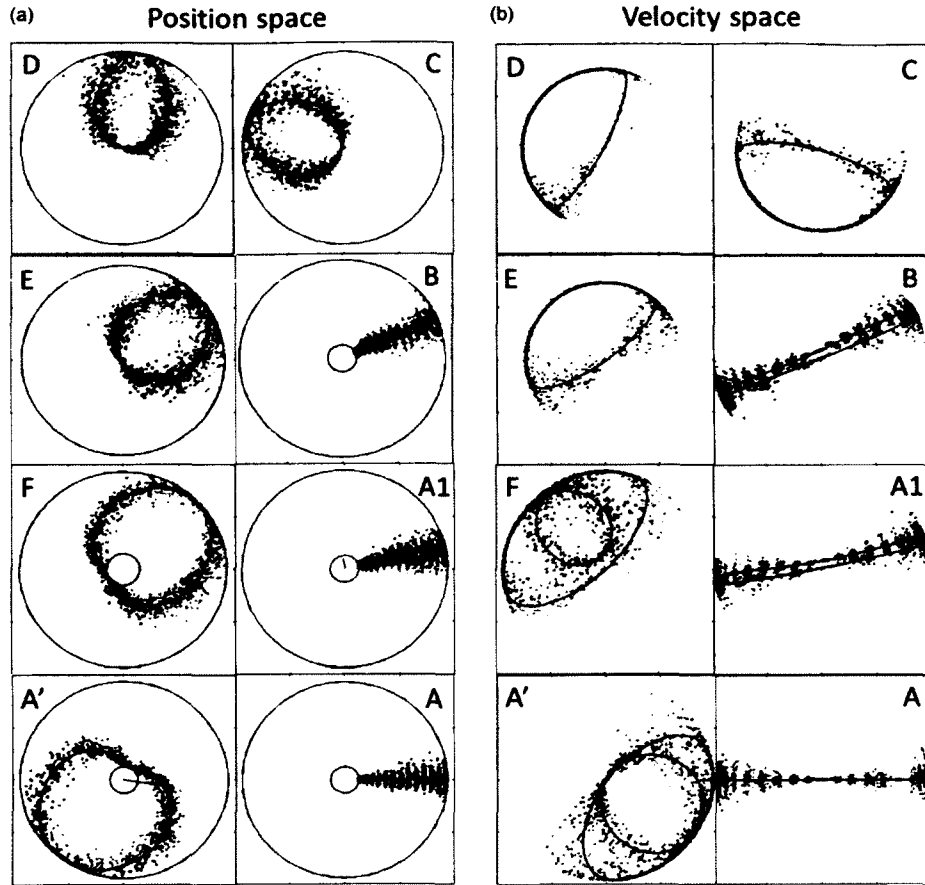 (a) Position space
(b) Velocity space
D C
D C
E B
E B
F A1
F A1
A′ A
A′ A